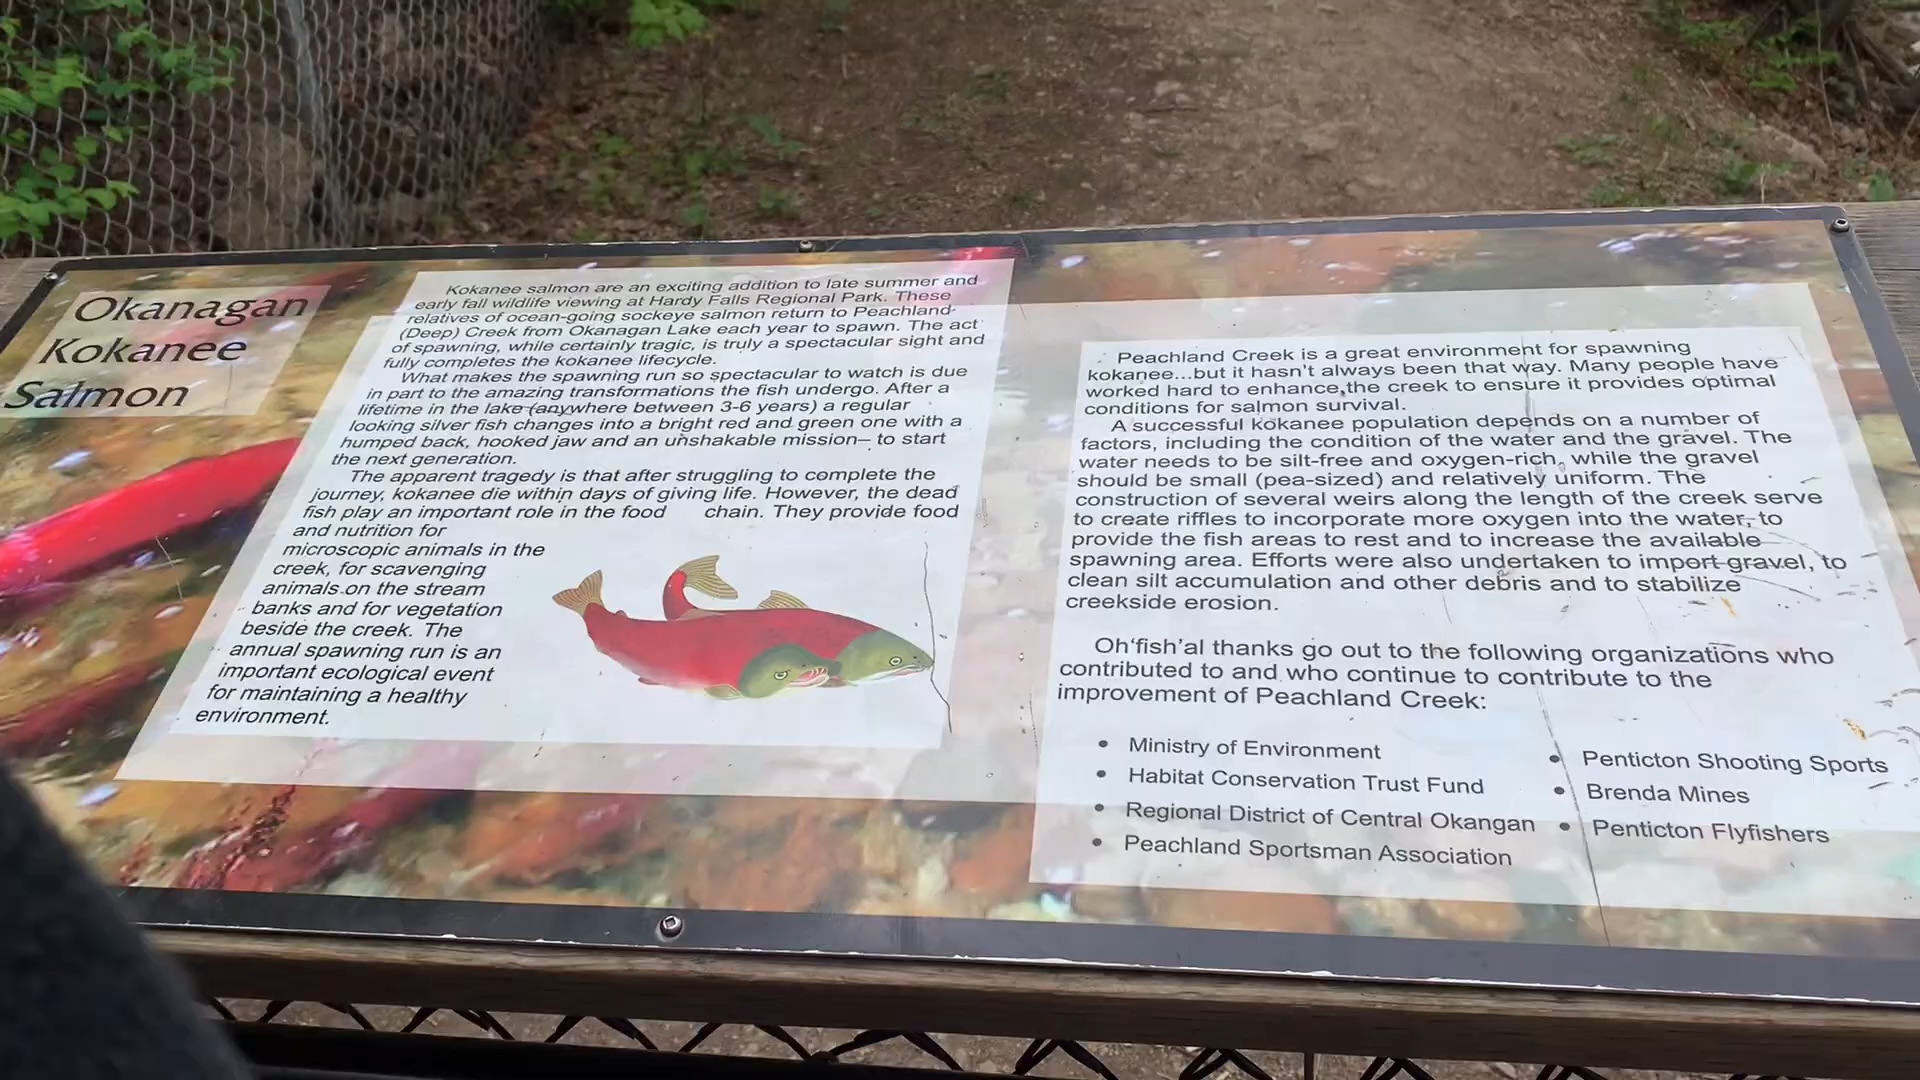 Okanagan
Kokanee
Salmon
Kokanee salmon are an exciting addition to late summer and
early fall wildlife viewing at Hardy Falls Regional Park. These
relatives of ocean-going sockeye salmon return to Peachland
(Deep) Creek from Okanagan Lake each year to spawn. The act
of spawning, while certainly tragic, is truly a spectacular sight and
fully completes the kokanee lifecycle.
What makes the spawning run so spectacular to watch is due
in part to the amazing transformations the fish undergo. After a
lifetime in the lake (anywhere between 3-6 years) a regular
looking silver fish changes into a bright red and green one with a
humped back, hooked jaw and an unshakable mission– to start
the next generation.
The apparent tragedy is that after struggling to complete the
journey, kokanee die within days of giving life. However, the dead
fish play an important role in the food chain. They provide food
and nutrition for
microscopic animals in the
creek, for scavenging
animals on the stream
banks and for vegetation
beside the creek. The
annual spawning run is an
important ecological event
for maintaining a healthy
environment.
Peachland Creek is a great environment for spawning
kokanee...but it hasn't always been that way. Many people have
worked hard to enhance the creek to ensure it provides optimal
conditions for salmon survival.
A successful kokanee population depends on a number of
factors, including the condition of the water and the gravel. The
water needs to be silt-free and oxygen-rich, while the gravel
should be small (pea-sized) and relatively uniform. The
construction of several weirs along the length of the creek serve
to create riffles to incorporate more oxygen into the water, to
provide the fish areas to rest and to increase the available
spawning area. Efforts were also undertaken to import gravel, to
clean silt accumulation and other debris and to stabilize
creekside erosion.
Oh'fish'al thanks go out to the following organizations who
contributed to and who continue to contribute to the
improvement of Peachland Creek:
• Ministry of Environment
• Habitat Conservation Trust Fund
• Regional District of Central Okangan
• Peachland Sportsman Association
• Penticton Shooting Sports
• Brenda Mines
• Penticton Flyfishers